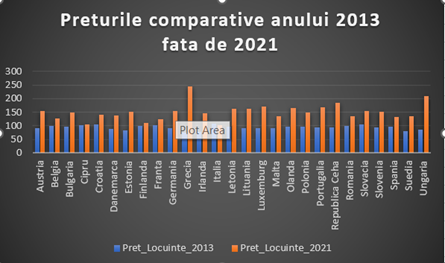 Preturile comparative anului 2013
fata de 2021
300
250
200
150
100
50
0
Plot Area
Austria
Belgia
Bulgaria
Cipru
Croatia
Danemarca
Estonia
Finlanda
Franta
Germania
Grecia
Irlanda
Italia
Letonia
Lituania
Luxemburg
Malta
Olanda
Polonia
Portugalia
Republica Ceha
Romania
Slovacia
Slovenia
Spania
Suedia
Ungaria
Pret_Locuinte_2013 Pret_Locuinte_2021